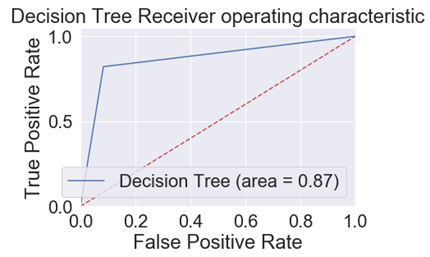 Decision Tree Receiver operating characteristic
True Positive Rate
1.0
0.5
0.0
Decision Tree (area = 0.87)
0.0 0.2 0.4 0.6 0.8 1.0
False Positive Rate